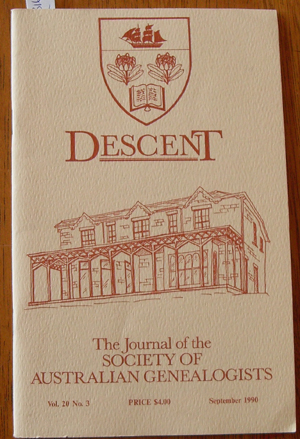 DESCENT
The Journal of the
SOCIETY OF
AUSTRALIAN GENEALOGISTS
Vol. 20 No. 3 PRICE $4.00 September 1990